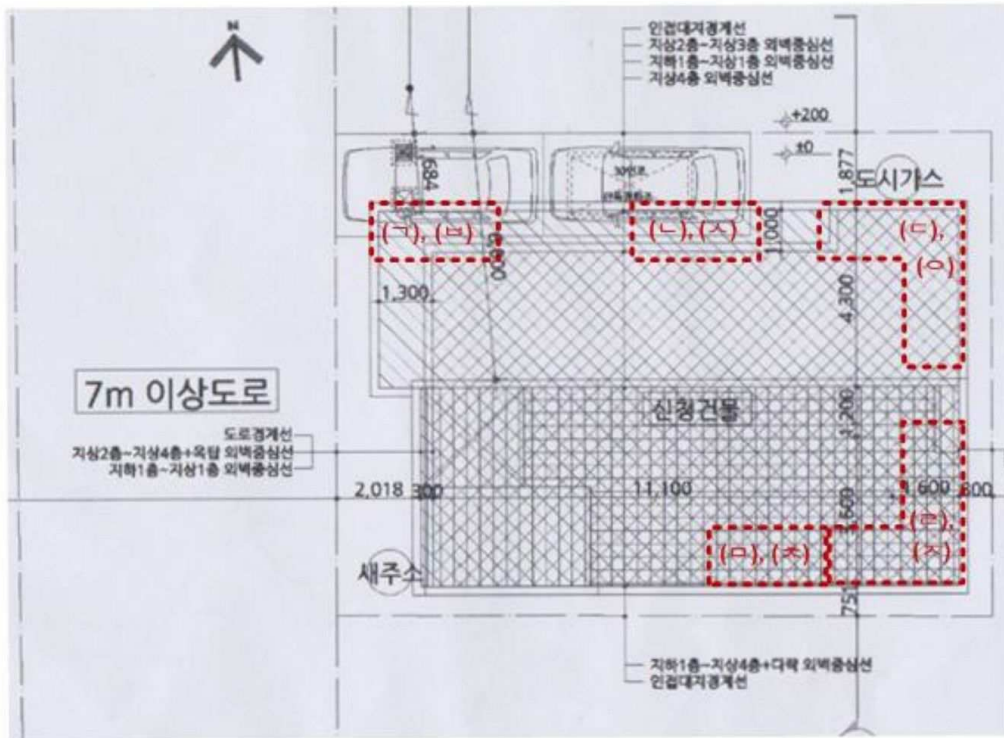 N
인접대지경계선
지상2층~지상3층 외벽중심선
지하1층~지상1층 외벽중심선
지상4층 외벽중심선
+200
±0
1,684
1,877
도시가스
(ㄱ), (ㅂ)
(ㄴ),(ㅅ)
1,000
(ㄷ),
(ㅇ)
1,300
4,300
7m 이상도로
신청건물
1,200
도로경계선
지상2층~지상4층+옥탑 외벽중심선
지하1층~지상1층 외벽중심선
2,018
300
11,100
1,600
(ㄹ),
(ㅁ), (ㅊ)
(ㅈ)
새주소
751
지하1층~지상4층+다락 외벽중심선
인접대지경계선